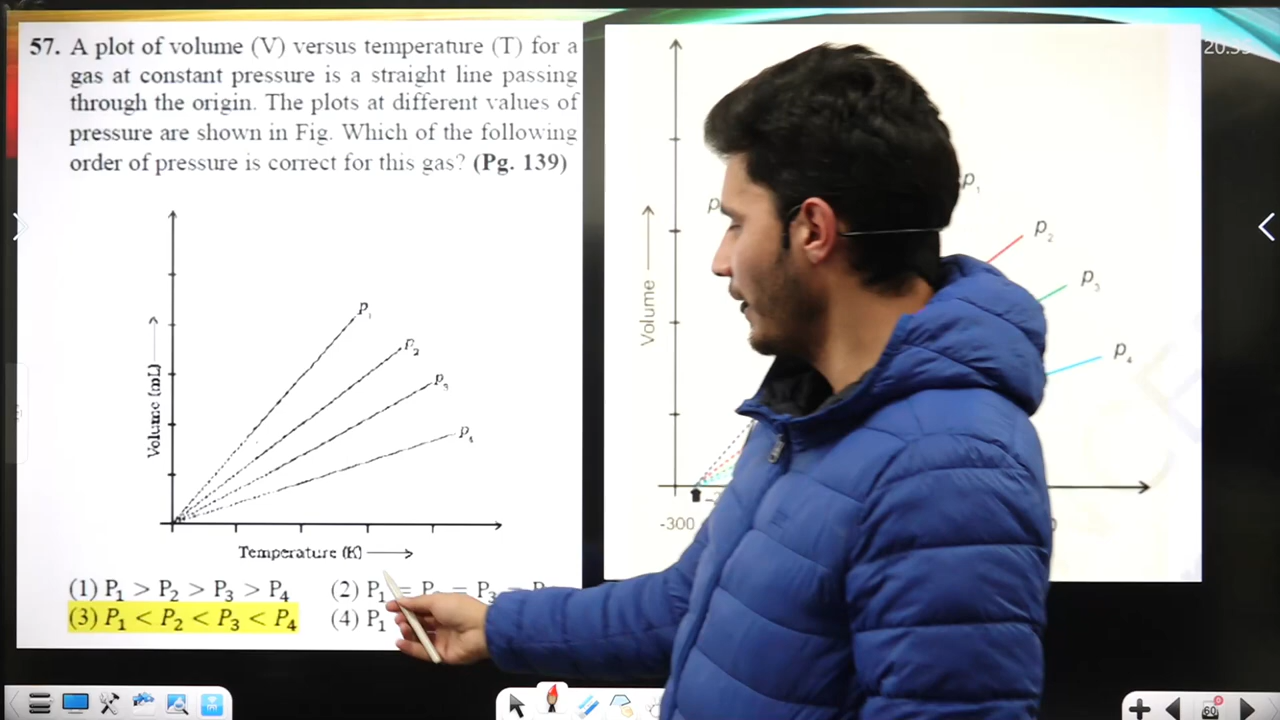 57. A plot of volume (V) versus temperature (T) for a
gas at constant pressure is a straight line passing
through the origin. The plots at different values of
pressure are shown in Fig. Which of the following
order of pressure is correct for this gas? (Pg. 139)
Volume (mL)
p₁
p₂
p₃
p₄
Temperature (K)
(1) P₁ > P₂ > P₃ > P₄ (2) P₁ = P₂ = P₃ =
(3) P₁ < P₂ < P₃ < P₄ (4) P₁
Volume
p₁
p₂
p₃
p₄
-300
60